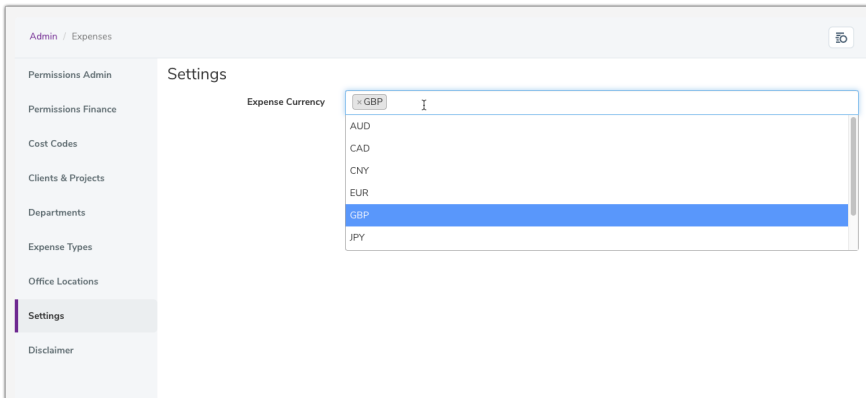 Admin / Expenses
Permissions Admin
Permissions Finance
Cost Codes
Clients & Projects
Departments
Expense Types
Office Locations
Settings
Disclaimer
Settings
Expense Currency
× GBP
AUD
CAD
CNY
EUR
GBP
JPY